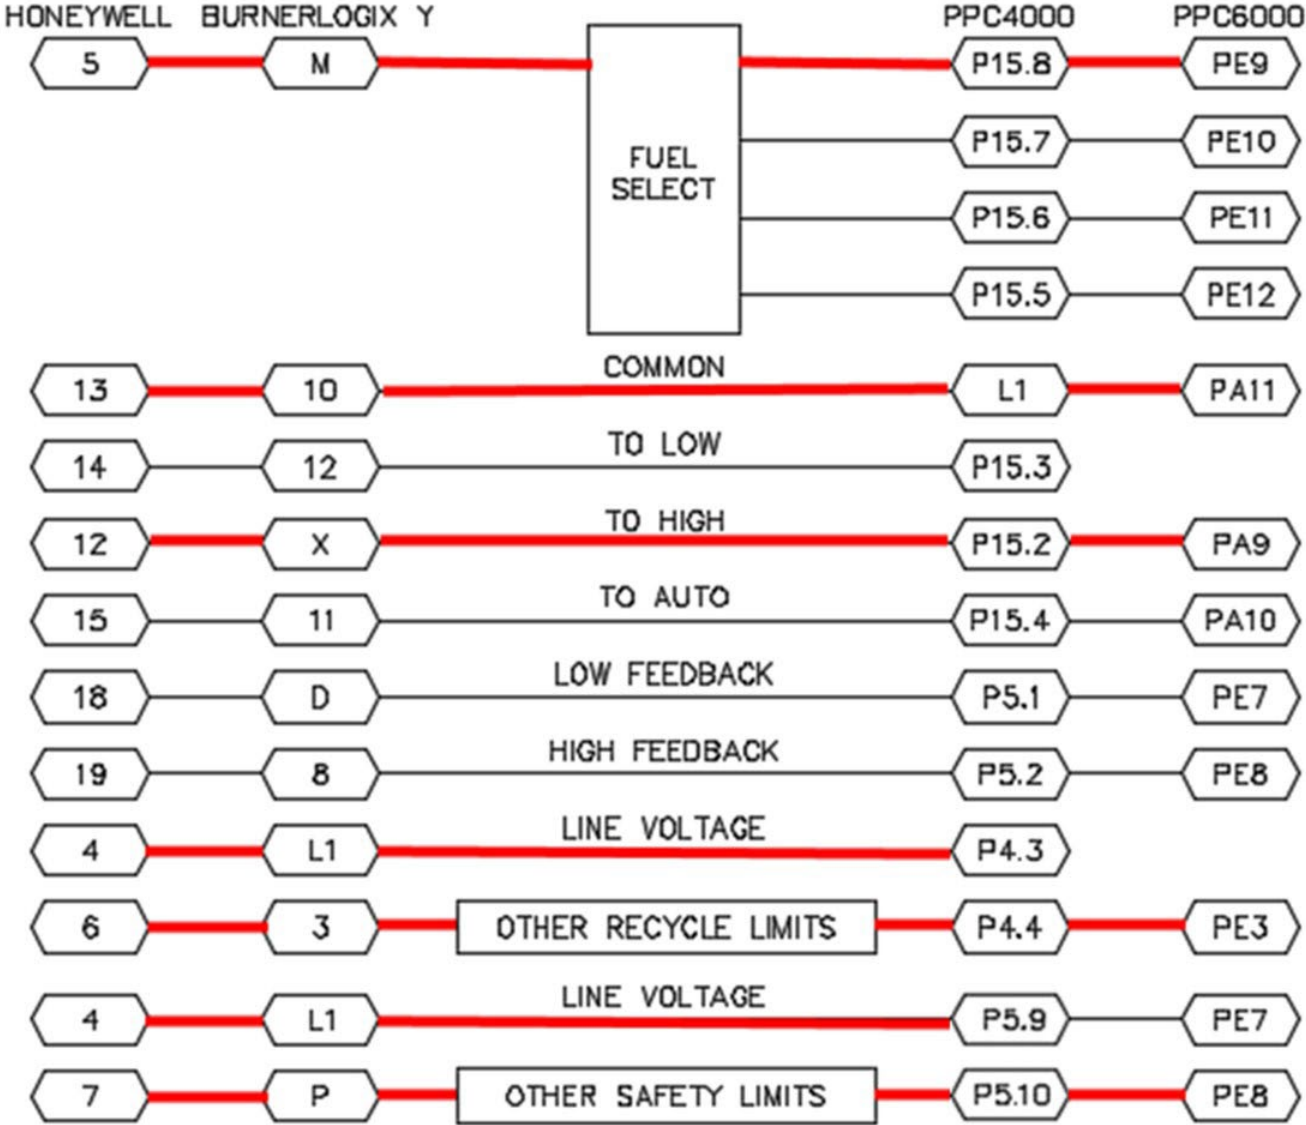 HONEYWELL BURNERLOGIX Y PPC4000 PPC6000
5 M P15.8 PE9
P15.7 PE10
FUEL
SELECT
P15.6 PE11
P15.5 PE12
COMMON
13 10 L1 PA11
TO LOW
14 12 P15.3
TO HIGH
12 X P15.2 PA9
TO AUTO
15 11 P15.4 PA10
LOW FEEDBACK
18 D P5.1 PE7
HIGH FEEDBACK
19 8 P5.2 PE8
LINE VOLTAGE
4 L1 P4.3
6 3 OTHER RECYCLE LIMITS P4.4 PE3
LINE VOLTAGE
4 L1 P5.9 PE7
7 P OTHER SAFETY LIMITS P5.10 PE8